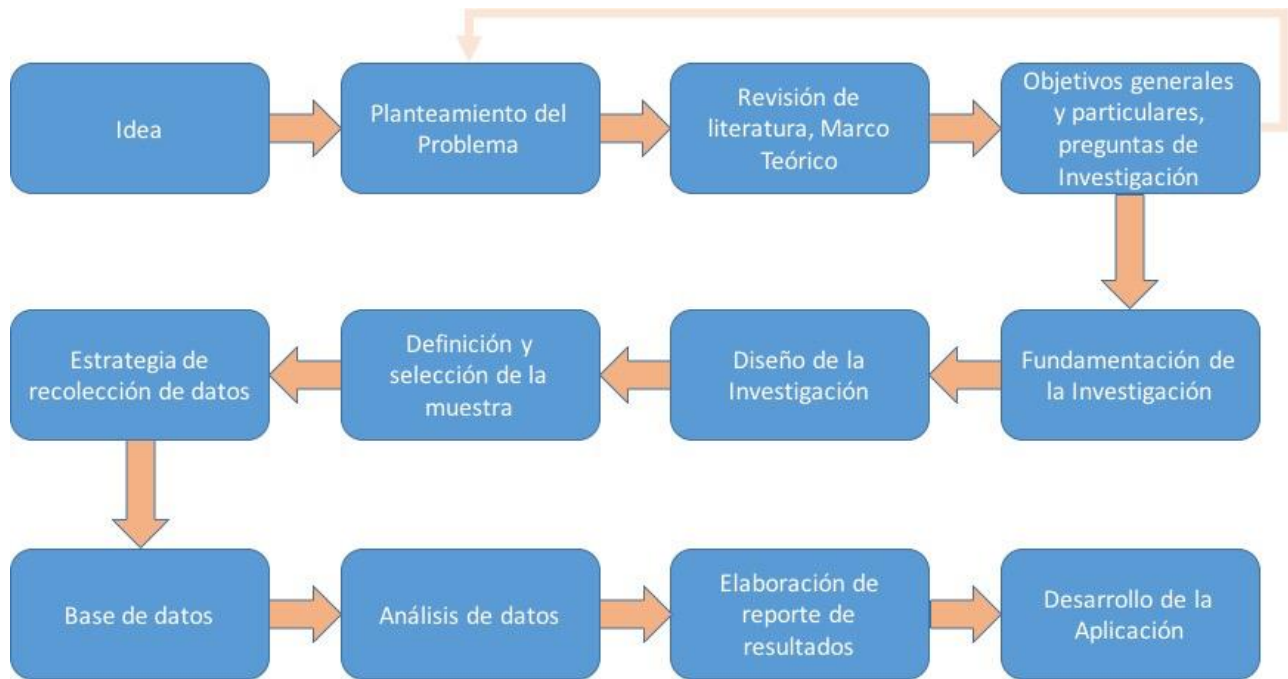 Idea
Planteamiento del
Problema
Revisión de
literatura, Marco
Teórico
Objetivos generales
y particulares,
preguntas de
Investigación
Fundamentación de
la Investigación
Diseño de la
Investigación
Definición y
selección de la
muestra
Estrategia de
recolección de datos
Base de datos
Análisis de datos
Elaboración de
reporte de
resultados
Desarrollo de la
Aplicación